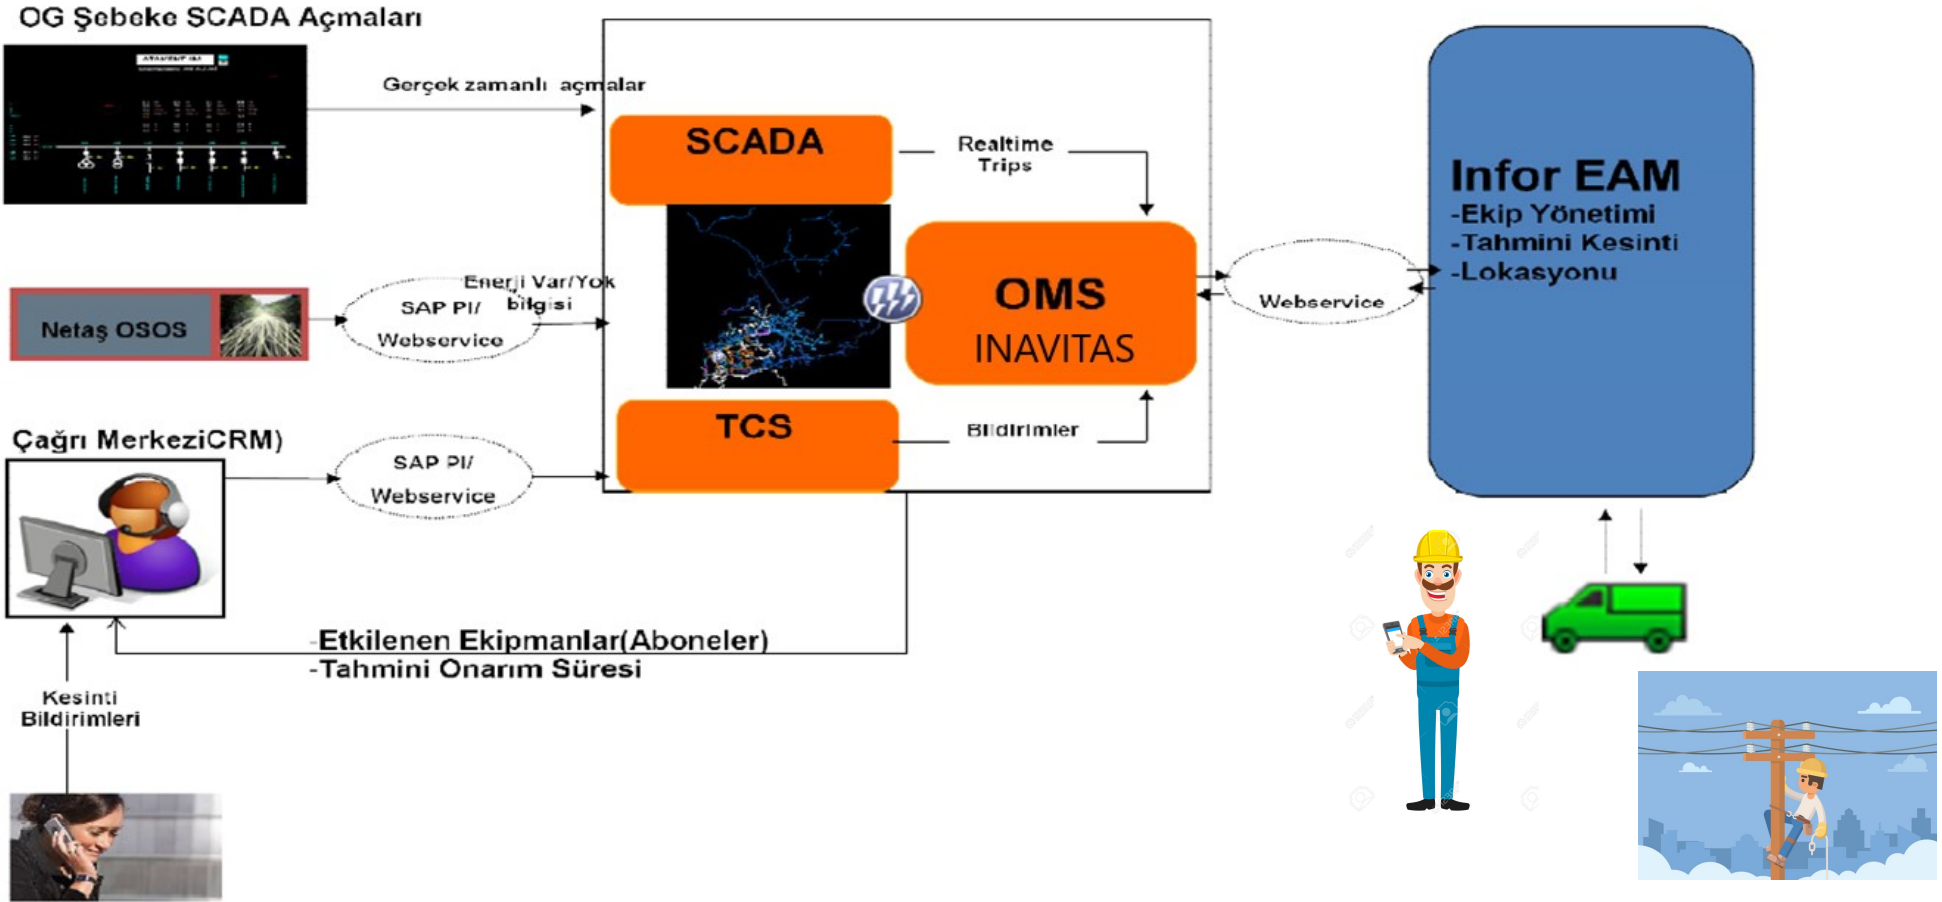 OG Şebeke SCADA Açmaları
Gerçek zamanlı açmalar
SCADA
Realtime
Trips
Infor EAM
-Ekip Yönetimi
-Tahmini Kesinti
-Lokasyonu
Netaş OSOS
SAP PI/
Webservice
Enerji Var/Yok
bilgisi
OMS
INAVITAS
Webservice
TCS
Bildirimler
Çağrı MerkeziCRM)
SAP PI/
Webservice
-Etkilenen Ekipmanlar(Aboneler)
-Tahmini Onarım Süresi
Kesinti
Bildirimleri